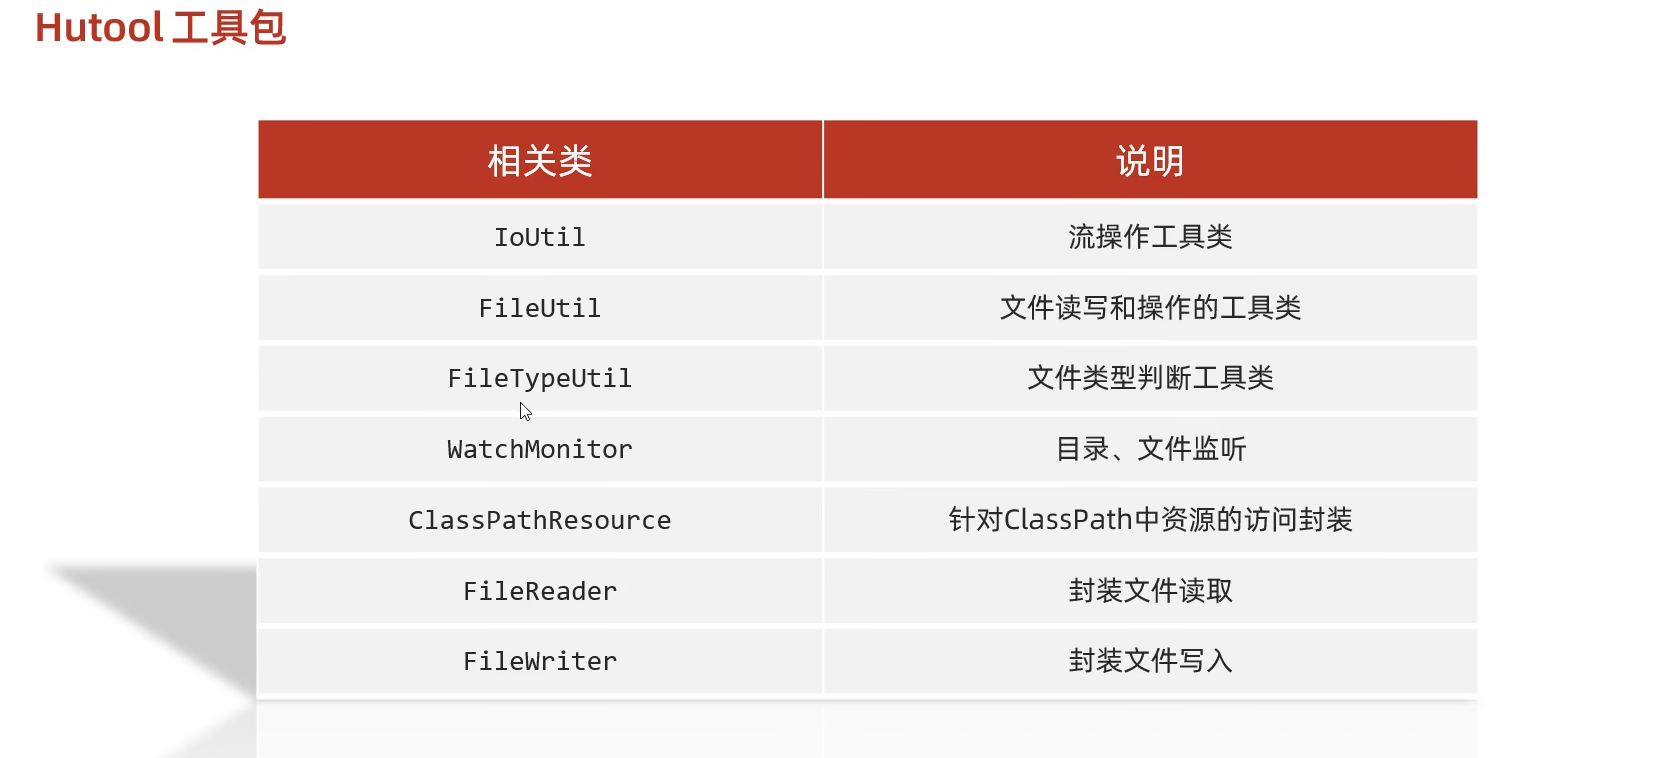 Hutool 工具包
相关类 说明
IoUtil 流操作工具类
FileUtil 文件读写和操作的工具类
FileTypeUtil 文件类型判断工具类
WatchMonitor 目录、文件监听
ClassPathResource 针对ClassPath中资源的访问封装
FileReader 封装文件读取
FileWriter 封装文件写入